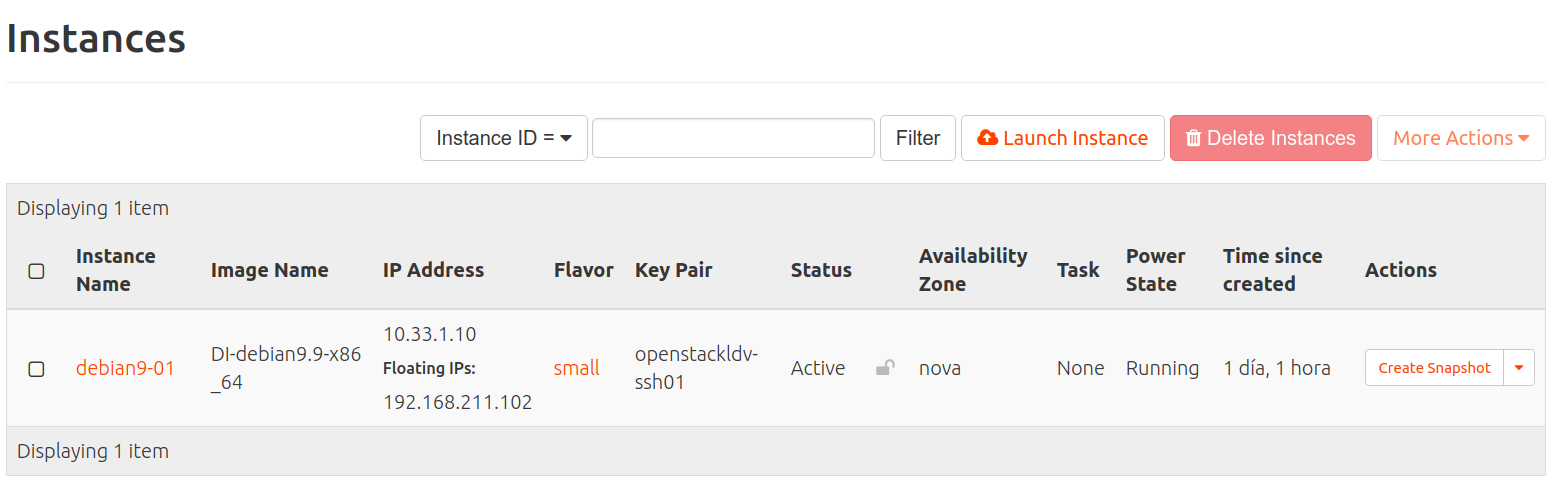 Instances
Instance ID =
Filter
Launch Instance
Delete Instances
More Actions
Displaying 1 item
Instance Name
Image Name
IP Address
Flavor
Key Pair
Status
Availability Zone
Task
Power State
Time since created
Actions
debian9-01
DI-debian9.9-x86
_64
10.33.1.10
Floating IPs:
192.168.211.102
small
openstackldv-
ssh01
Active
nova
None
Running
1 día, 1 hora
Create Snapshot
Displaying 1 item